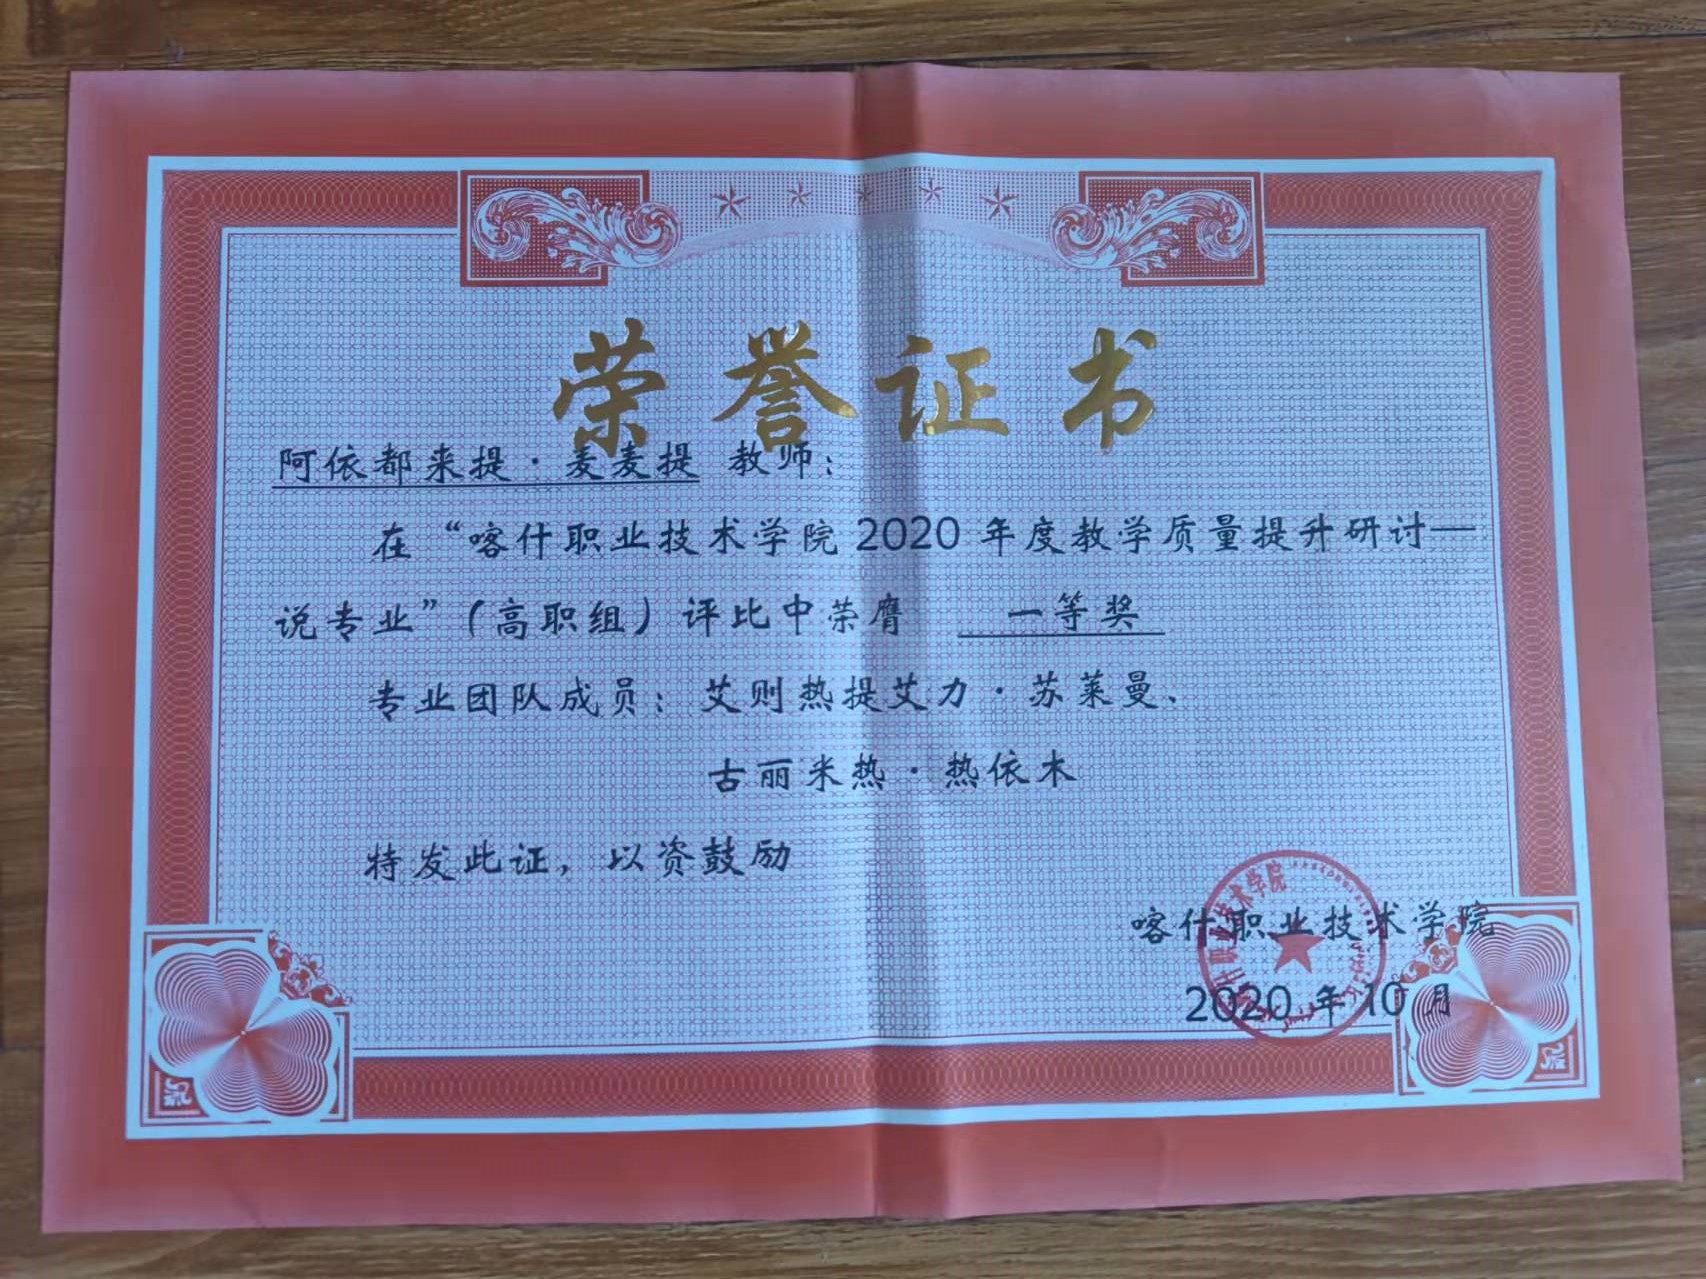 荣誉证书
阿依都来提·麦麦提 教师：
在“喀什职业技术学院2020年度教学质量提升研讨—
说专业”（高职组）评比中荣膺 一等奖
专业团队成员：艾则热提艾力·苏莱曼、
古丽米热·热依木
特发此证，以资鼓励
喀什职业技术学院
2020年10月